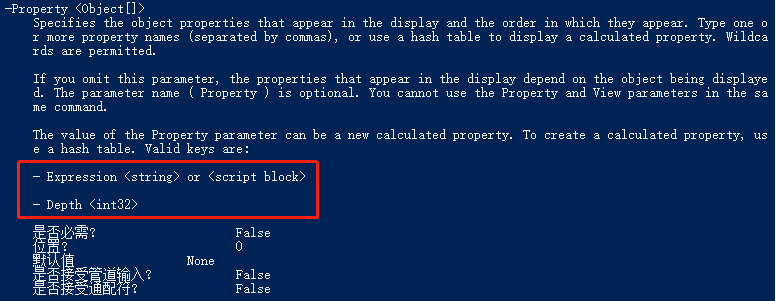 -Property <Object[]>
Specifies the object properties that appear in the display and the order in which they appear. Type one o
r more property names (separated by commas), or use a hash table to display a calculated property. Wildca
rds are permitted.
If you omit this parameter, the properties that appear in the display depend on the object being displaye
d. The parameter name ( Property ) is optional. You cannot use the Property and View parameters in the sa
me command.
The value of the Property parameter can be a new calculated property. To create a calculated property, us
e a hash table. Valid keys are:
- Expression <string> or <script block>
- Depth <int32>
是否必需? False
位置? 0
默认值 None
是否接受管道输入? False
是否接受通配符? False